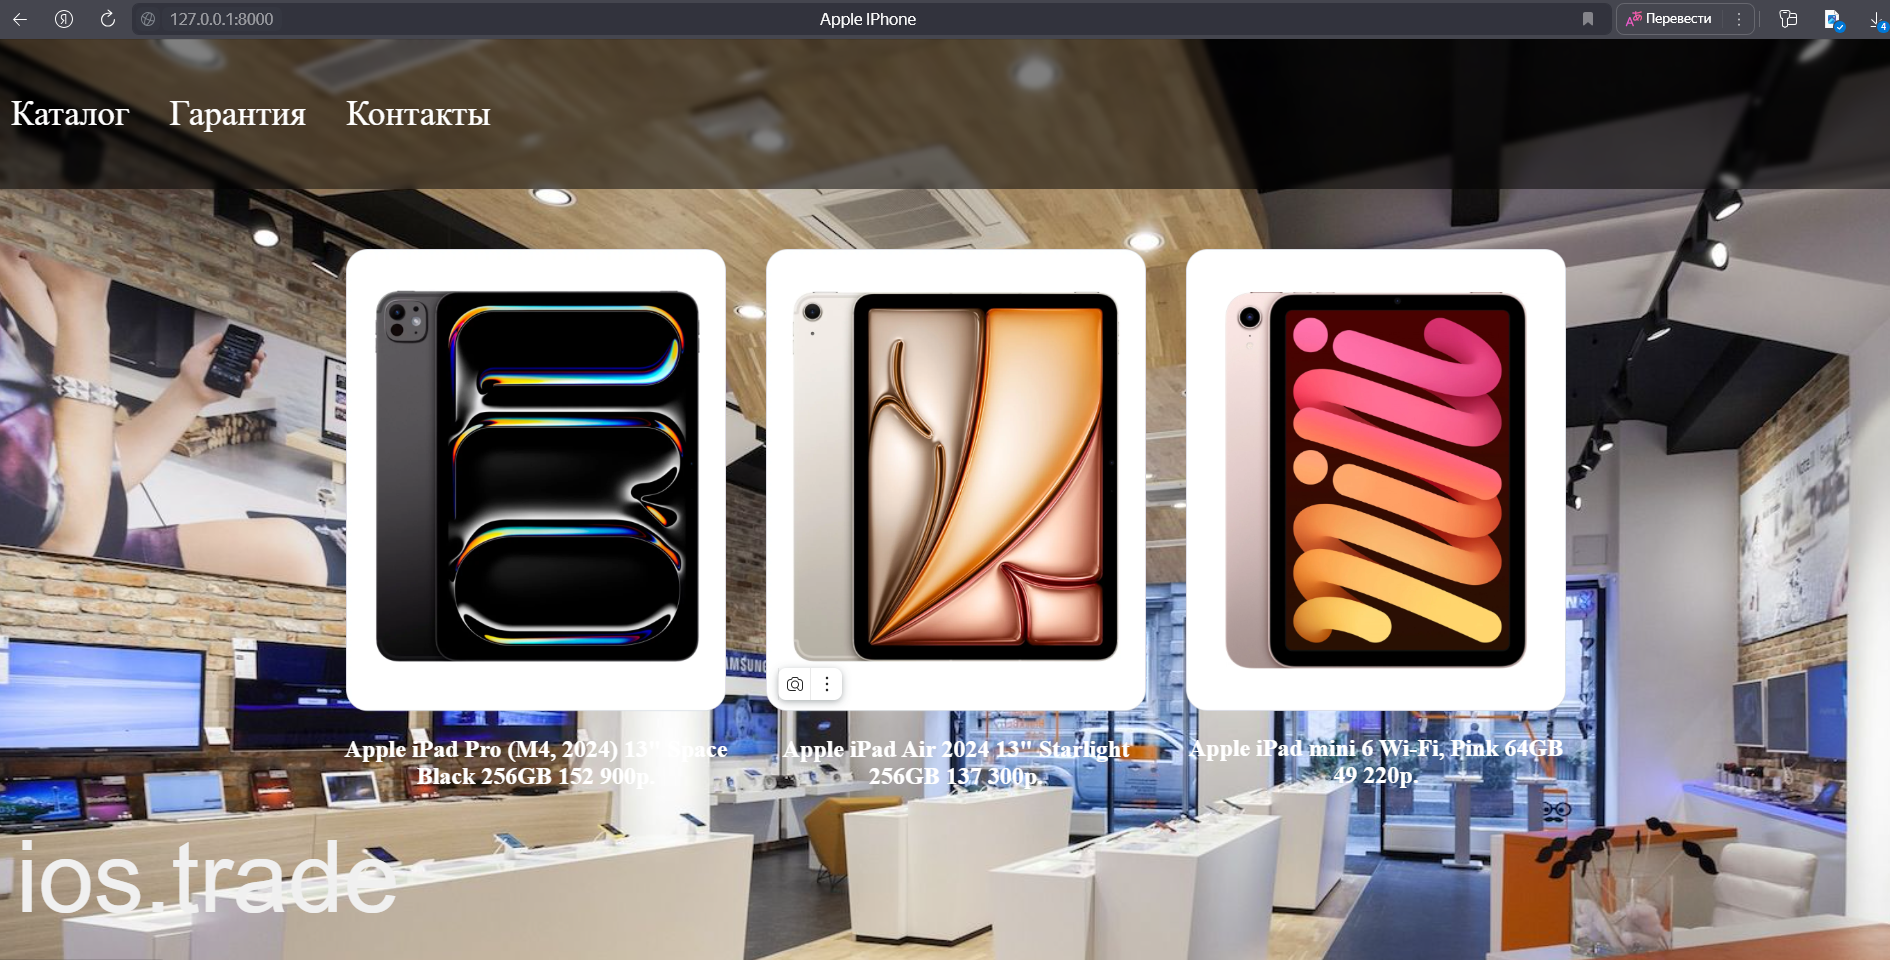 127.0.0.1:8000
Apple IPhone
Перевести
4
Каталог Гарантия Контакты
SAMSUNG
Apple iPad Pro (M4, 2024) 13" Space
Black 256GB 152 900р.
Apple iPad Air 2024 13" Starlight
256GB 137 300р.
Apple iPad mini 6 Wi-Fi, Pink 64GB
49 220р.
ios.trade